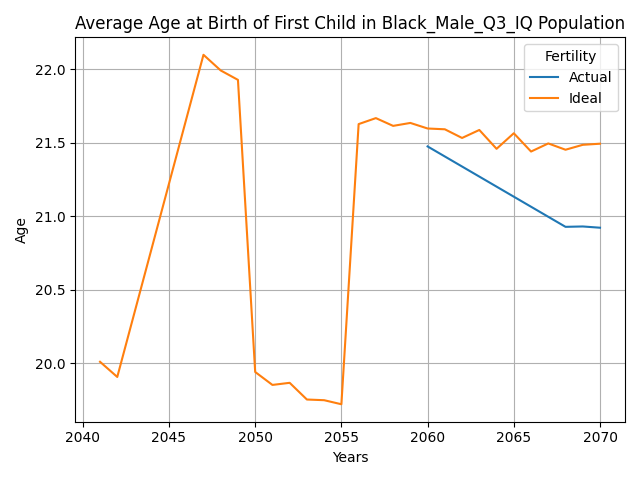 Average Age at Birth of First Child in Black_Male_Q3_IQ Population
Fertility
Actual
Ideal
22.0
21.5
21.0
20.5
20.0
Age
2040 2045 2050 2055 2060 2065 2070
Years